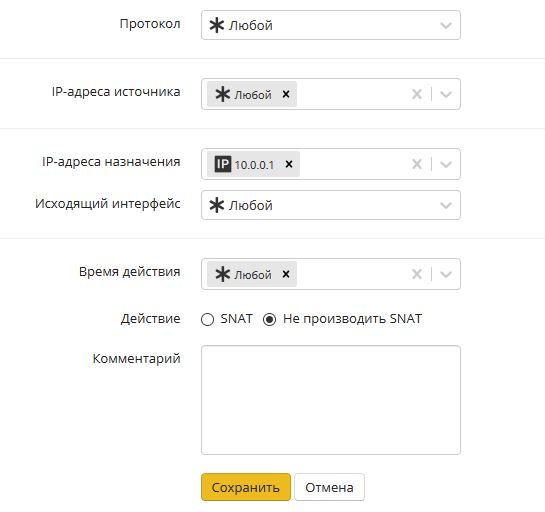 Протокол Любой
IP-адреса источника Любой
IP-адреса назначения IP 10.0.0.1
Исходящий интерфейс Любой
Время действия Любой
Действие SNAT Не производить SNAT
Комментарий
Сохранить Отмена